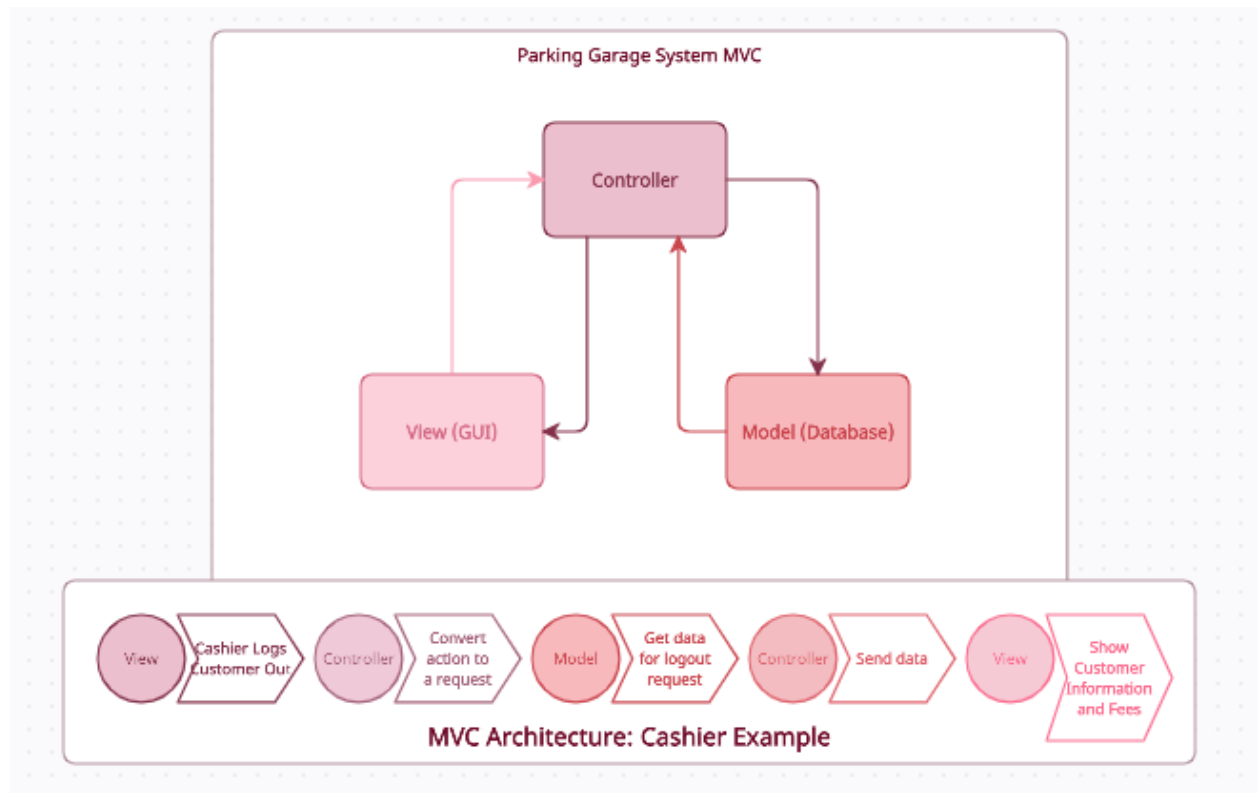 Parking Garage System MVC
Controller
View (GUI)
Model (Database)
View
Cashier Logs
Customer Out
Controller
Convert
action to
a request
Model
Get data
for logout
request
Controller
Send data
View
Show
Customer
Information
and Fees
MVC Architecture: Cashier Example